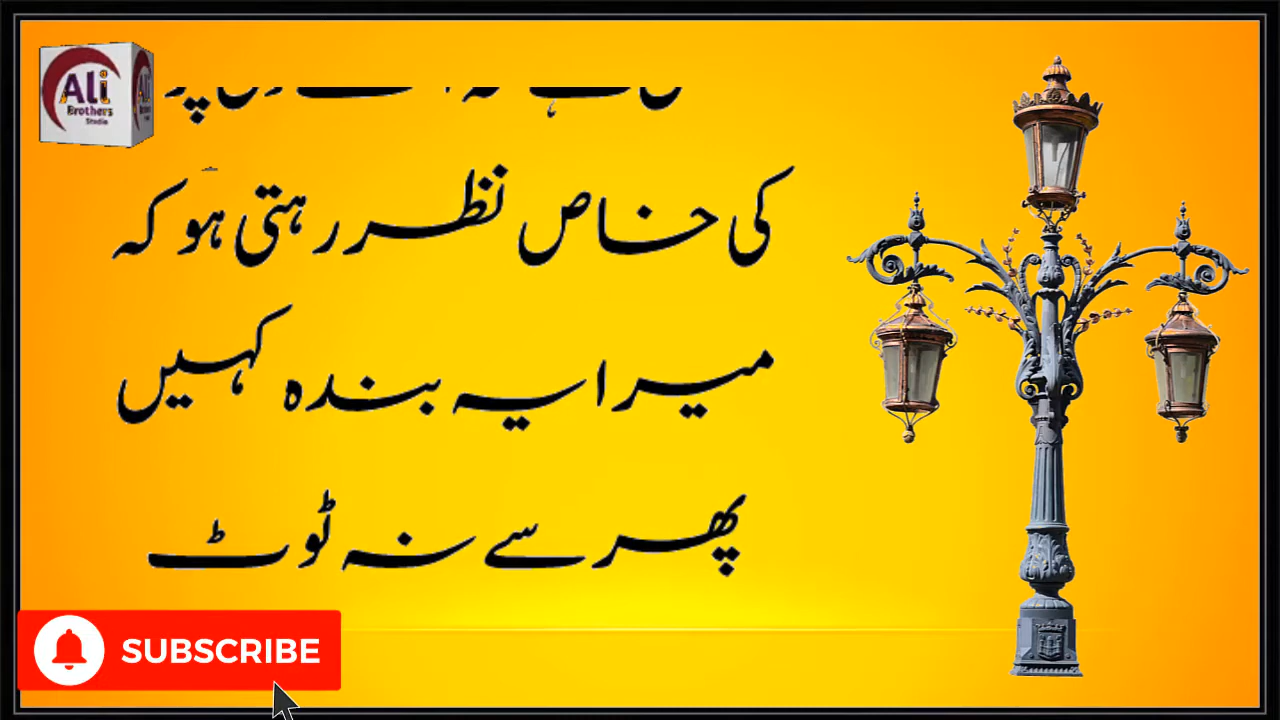 Ali
Brothers
Studio
کی خاص نظر رہتی ہو کہ
میرا یہ بندہ کہیں
پھر سے نہ ٹوٹ
SUBSCRIBE